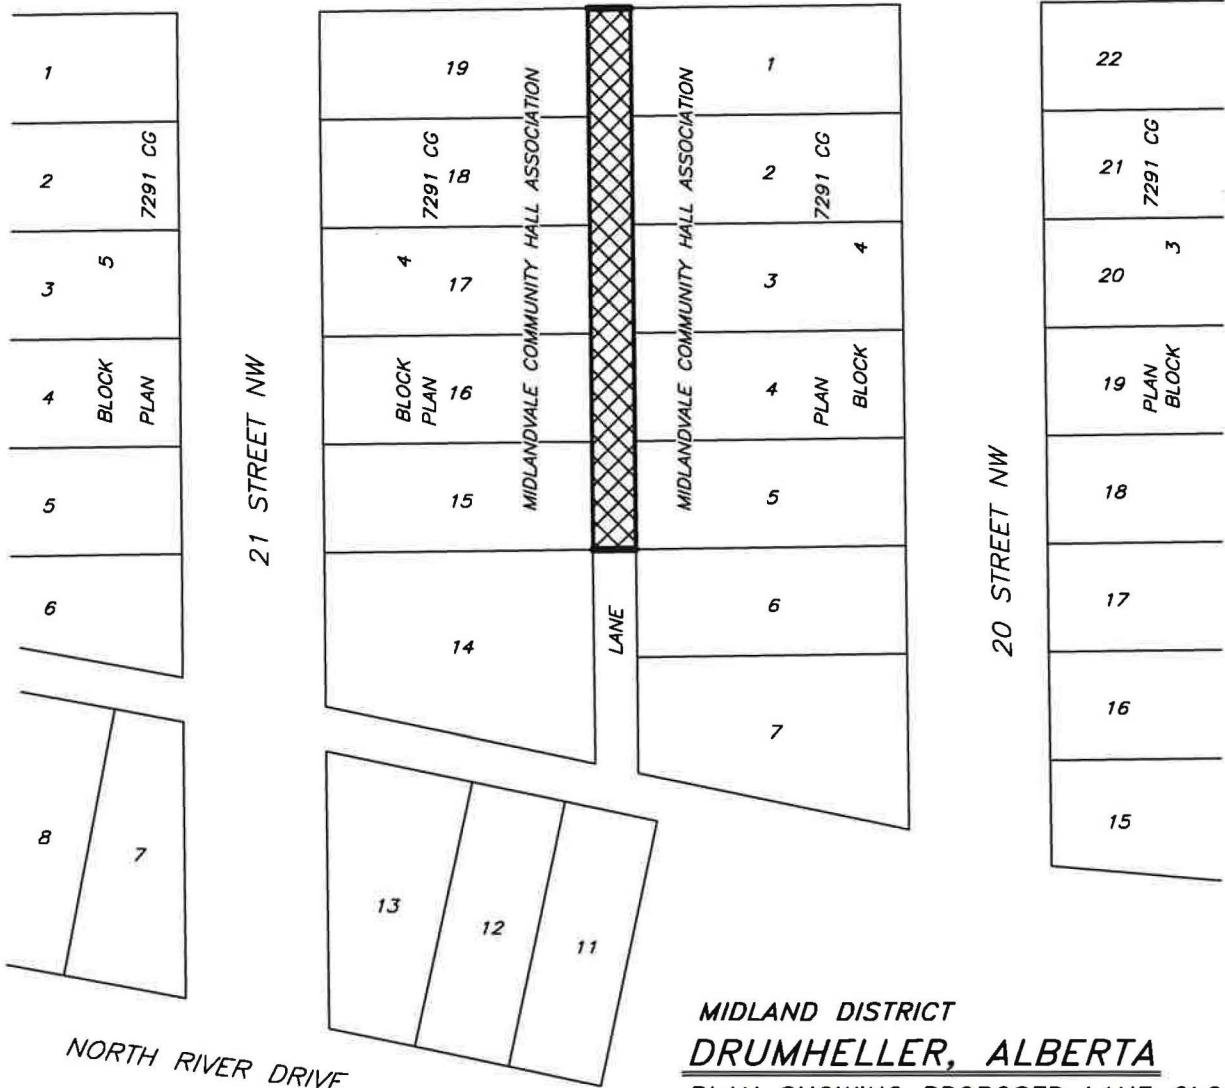 1
2
3
4
5
6
5
7291 CG
BLOCK
PLAN
8
7
21 STREET NW
19
18
17
16
15
14
4
7291 CG
BLOCK
PLAN
MIDLANDVALE COMMUNITY HALL ASSOCIATION
LANE
MIDLANDVALE COMMUNITY HALL ASSOCIATION
1
2
3
4
5
6
7
7291 CG
4
PLAN
BLOCK
13
12
11
20 STREET NW
22
21
20
19
18
17
16
15
7291 CG
3
PLAN
BLOCK
NORTH RIVER DRIVE
MIDLAND DISTRICT
DRUMHELLER, ALBERTA